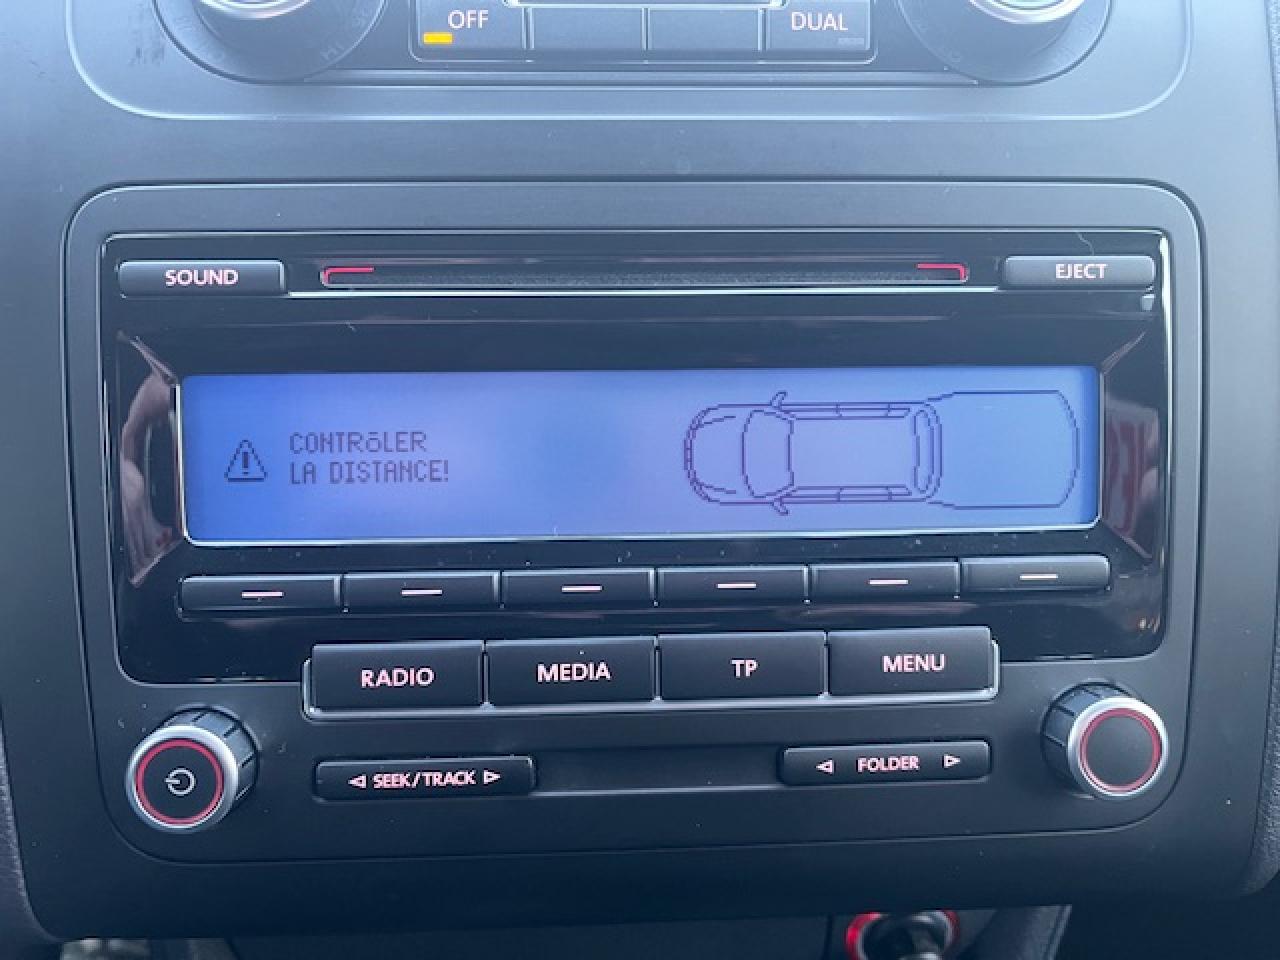 OFF
DUAL
SOUND
EJECT
CONTRôLER
LA DISTANCE!
RADIO
MEDIA
TP
MENU
SEEK/TRACK
FOLDER